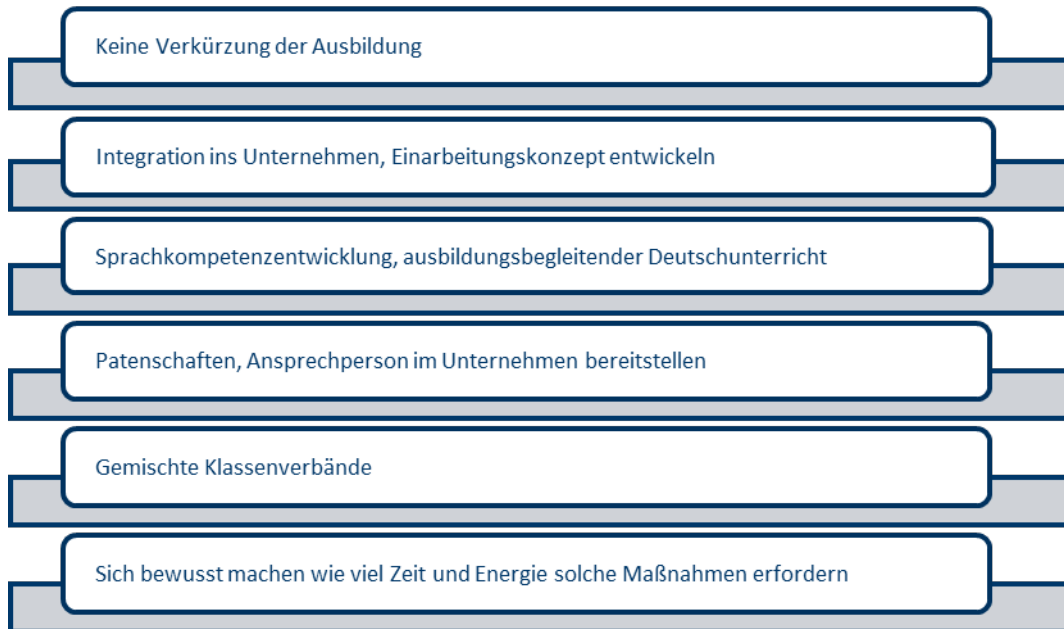 Keine Verkürzung der Ausbildung
Integration ins Unternehmen, Einarbeitungskonzept entwickeln
Sprachkompetenzentwicklung, ausbildungsbegleitender Deutschunterricht
Patenschaften, Ansprechperson im Unternehmen bereitstellen
Gemischte Klassenverbände
Sich bewusst machen wie viel Zeit und Energie solche Maßnahmen erfordern